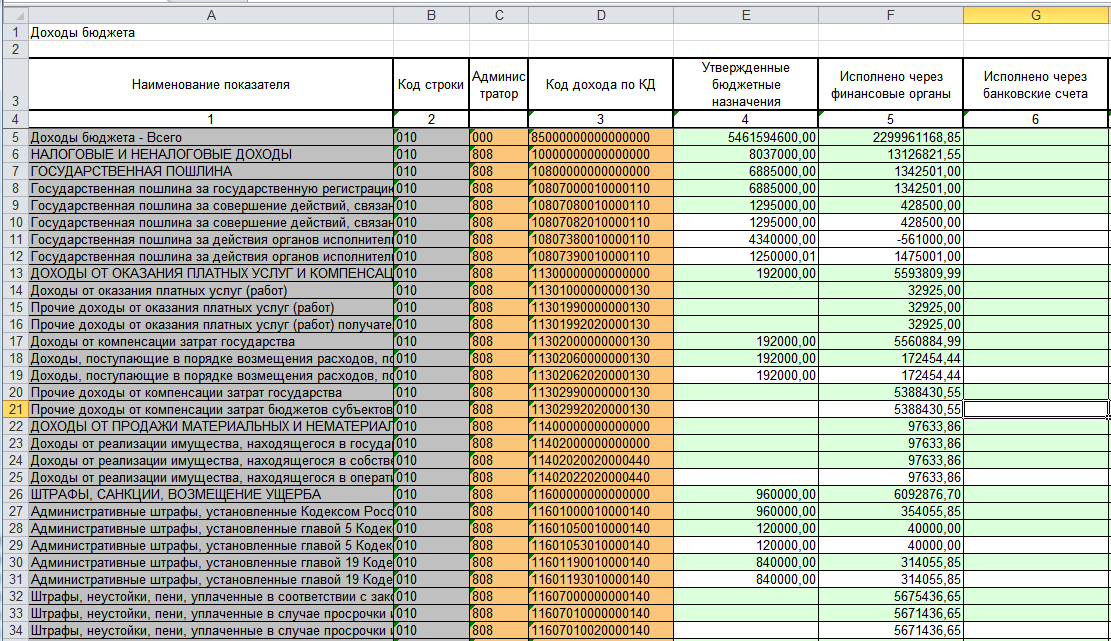 A B C D E F G
1 Доходы бюджета
2
3 Наименование показателя Код строки Админис тратор Код дохода по КД Утвержденные бюджетные назначения Исполнено через финансовые органы Исполнено через банковские счета
4 1 2 3 4 5 6
5 Доходы бюджета - Всего 010 000 85000000000000000 5461594600,00 2299961168,85
6 НАЛОГОВЫЕ И НЕНАЛОГОВЫЕ ДОХОДЫ 010 808 10000000000000000 8037000,00 13126821,55
7 ГОСУДАРСТВЕННАЯ ПОШЛИНА 010 808 10800000000000000 6885000,00 1342501,00
8 Государственная пошлина за государственную регистраци 010 808 10807000010000110 6885000,00 1342501,00
9 Государственная пошлина за совершение действий, связан 010 808 10807080010000110 1295000,00 428500,00
10 Государственная пошлина за совершение действий, связан 010 808 10807082010000110 1295000,00 428500,00
11 Государственная пошлина за действия органов исполнител 010 808 10807380010000110 4340000,00 -561000,00
12 Государственная пошлина за действия органов исполнител 010 808 10807390010000110 1250000,01 1475001,00
13 ДОХОДЫ ОТ ОКАЗАНИЯ ПЛАТНЫХ УСЛУГ И КОМПЕНСАЦ 010 808 11300000000000000 192000,00 5593809,99
14 Доходы от оказания платных услуг (работ) 010 808 11301000000000130 32925,00
15 Прочие доходы от оказания платных услуг (работ) 010 808 11301990000000130 32925,00
16 Прочие доходы от оказания платных услуг (работ) получате 010 808 11301992020000130 32925,00
17 Доходы от компенсации затрат государства 010 808 11302000000000130 192000,00 5560884,99
18 Доходы, поступающие в порядке возмещения расходов, по 010 808 11302060000000130 192000,00 172454,44
19 Доходы, поступающие в порядке возмещения расходов, по 010 808 11302062020000130 192000,00 172454,44
20 Прочие доходы от компенсации затрат государства 010 808 11302990000000130 5388430,55
21 Прочие доходы от компенсации затрат бюджетов субъектов 010 808 11302992020000130 5388430,55
22 ДОХОДЫ ОТ ПРОДАЖИ МАТЕРИАЛЬНЫХ И НЕМАТЕРИАЛ 010 808 11400000000000000 97633,86
23 Доходы от реализации имущества, находящегося в госуда 010 808 11402000000000000 97633,86
24 Доходы от реализации имущества, находящегося в собстве 010 808 11402020020000440 97633,86
25 Доходы от реализации имущества, находящегося в операти 010 808 11402022020000440 97633,86
26 ШТРАФЫ, САНКЦИИ, ВОЗМЕЩЕНИЕ УЩЕРБА 010 808 11600000000000000 960000,00 6092876,70
27 Административные штрафы, установленные Кодексом Росс 010 808 11601000010000140 960000,00 354055,85
28 Административные штрафы, установленные главой 5 Кодек 010 808 11601050010000140 120000,00 40000,00
29 Административные штрафы, установленные главой 5 Кодек 010 808 11601053010000140 120000,00 40000,00
30 Административные штрафы, установленные главой 19 Коде 010 808 11601190010000140 840000,00 314055,85
31 Административные штрафы, установленные главой 19 Коде 010 808 11601193010000140 840000,00 314055,85
32 Штрафы, неустойки, пени, уплаченные в соответствии с зако 010 808 11607000000000140 5675436,65
33 Штрафы, неустойки, пени, уплаченные в случае просрочки и 010 808 11607010000000140 5671436,65
34 Штрафы, неустойки, пени, уплаченные в случае просрочки и 010 808 11607010020000140 5671436,65